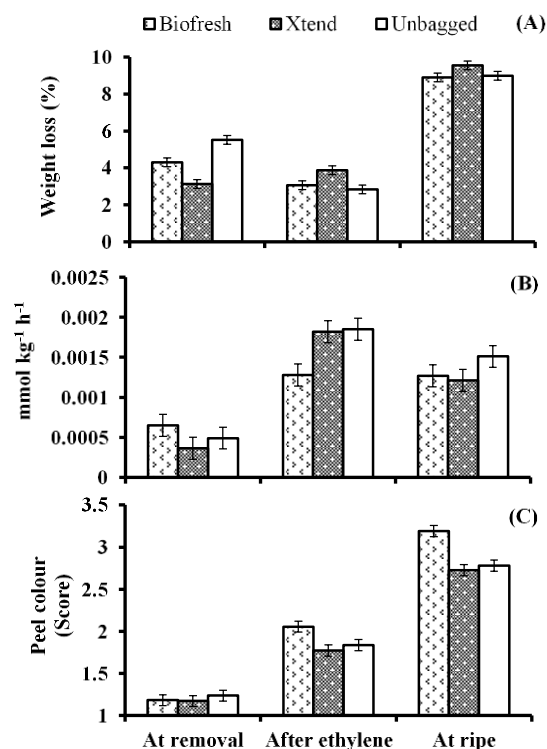 Biofresh Xtend Unbagged (A)
10
8
6
4
2
0
Weight loss (%)
(B)
0.0025
0.002
0.0015
0.001
0.0005
0
mmol kg⁻¹ h⁻¹
(C)
3.5
3
2.5
2
1.5
1
Peel colour
(Score)
At removal After ethylene At ripe